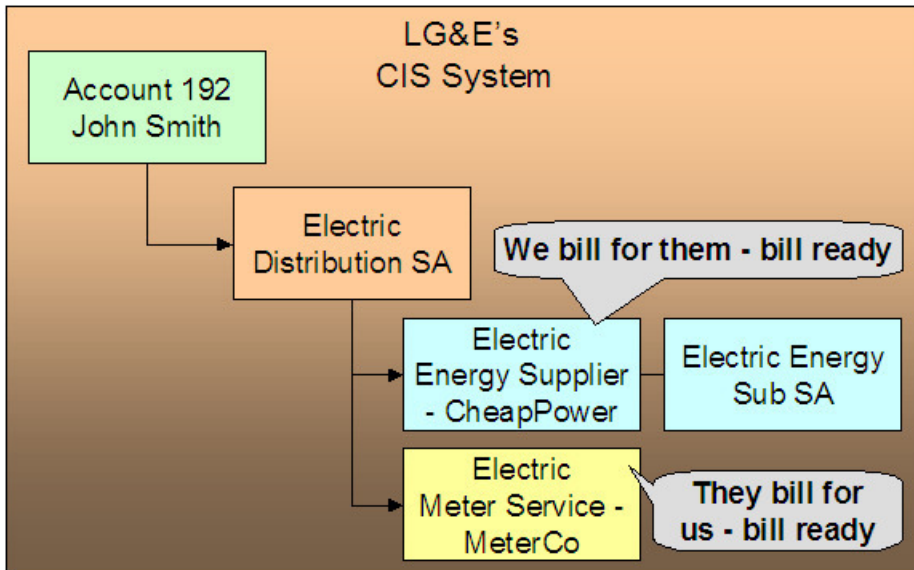 LG&E's
CIS System
Account 192
John Smith
Electric
Distribution SA
We bill for them - bill ready
Electric
Energy Supplier
- CheapPower
Electric Energy
Sub SA
Electric
Meter Service -
MeterCo
They bill for
us - bill ready